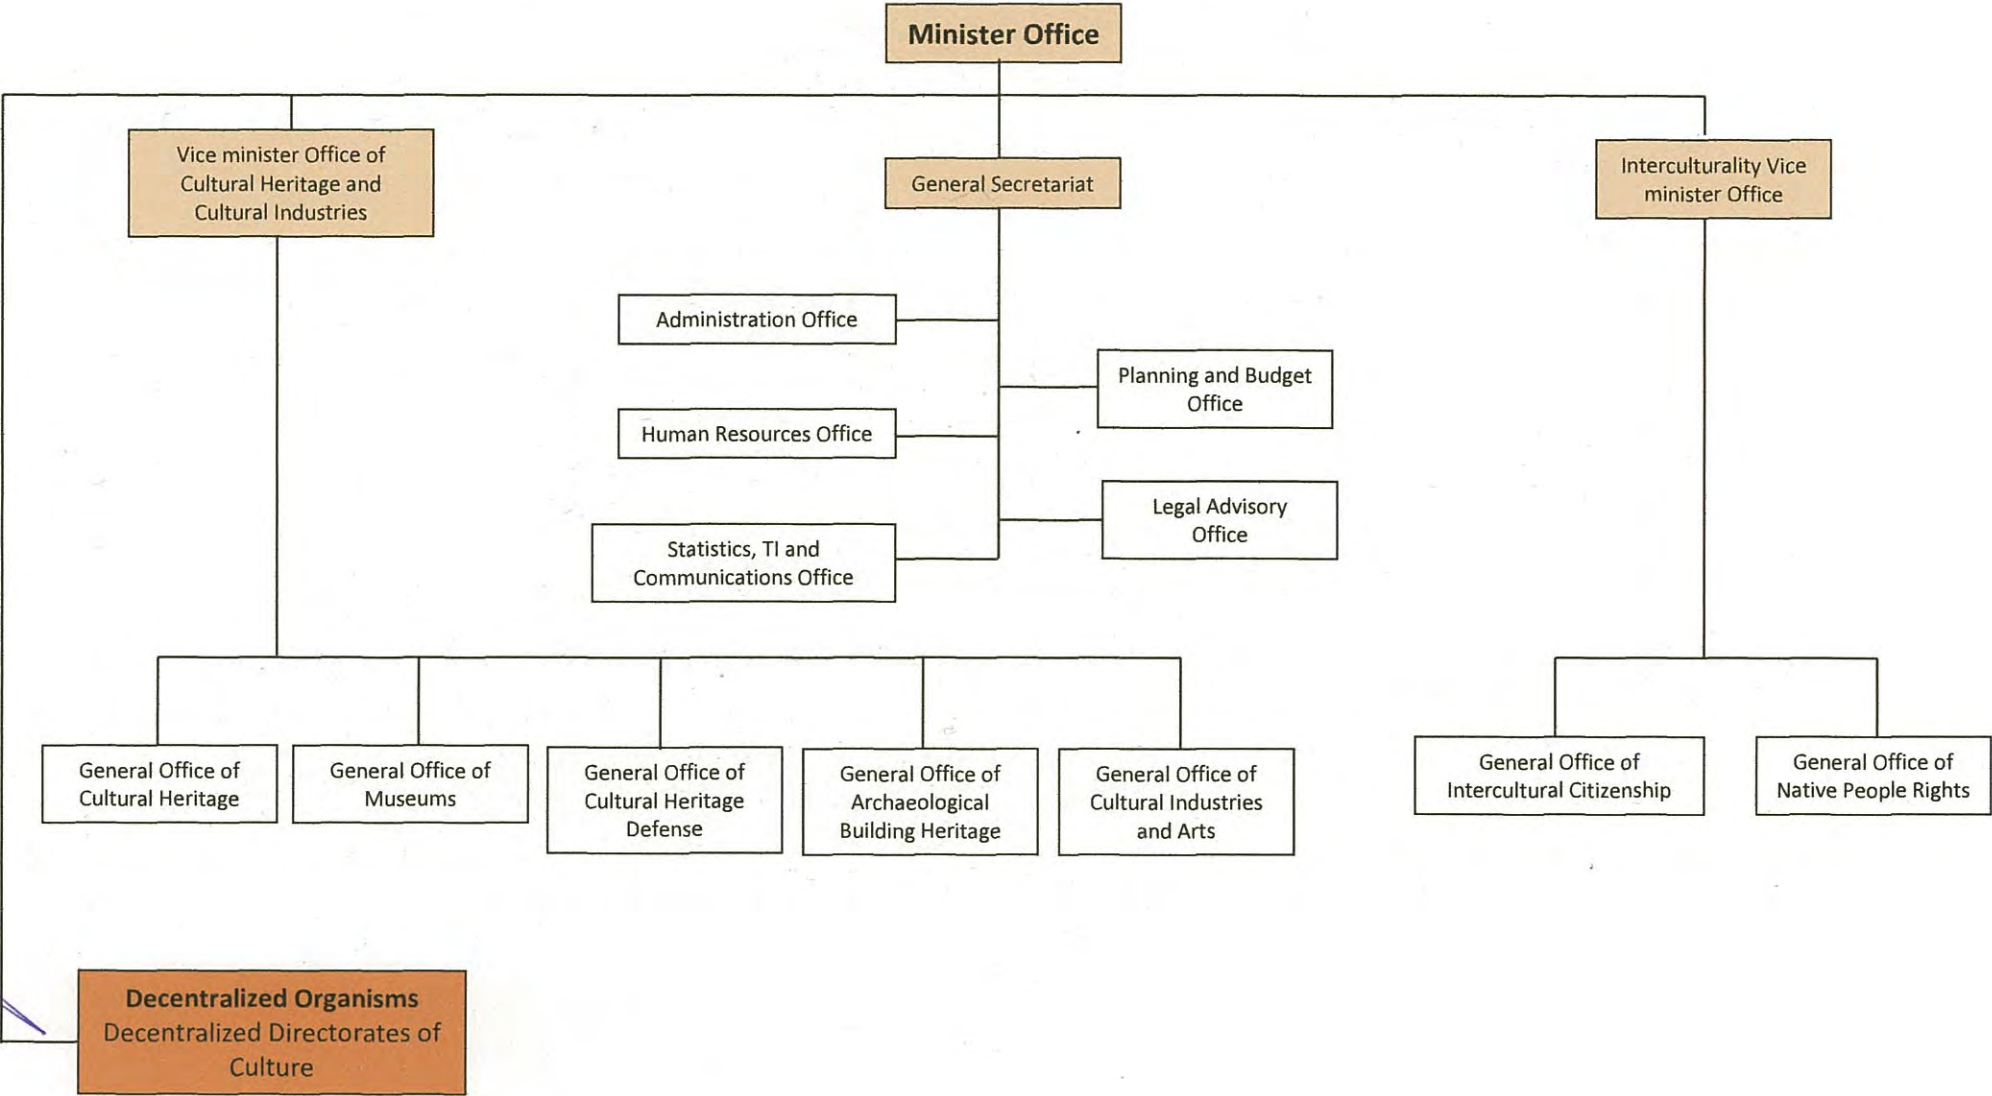 Minister Office
Vice minister Office of
Cultural Heritage and
Cultural Industries
General Secretariat
Interculturality Vice
minister Office
Administration Office
Planning and Budget
Office
Human Resources Office
Legal Advisory
Office
Statistics, TI and
Communications Office
General Office of
Cultural Heritage
General Office of
Museums
General Office of
Cultural Heritage
Defense
General Office of
Archaeological
Building Heritage
General Office of
Cultural Industries
and Arts
General Office of
Intercultural Citizenship
General Office of
Native People Rights
Decentralized Organisms
Decentralized Directorates of
Culture